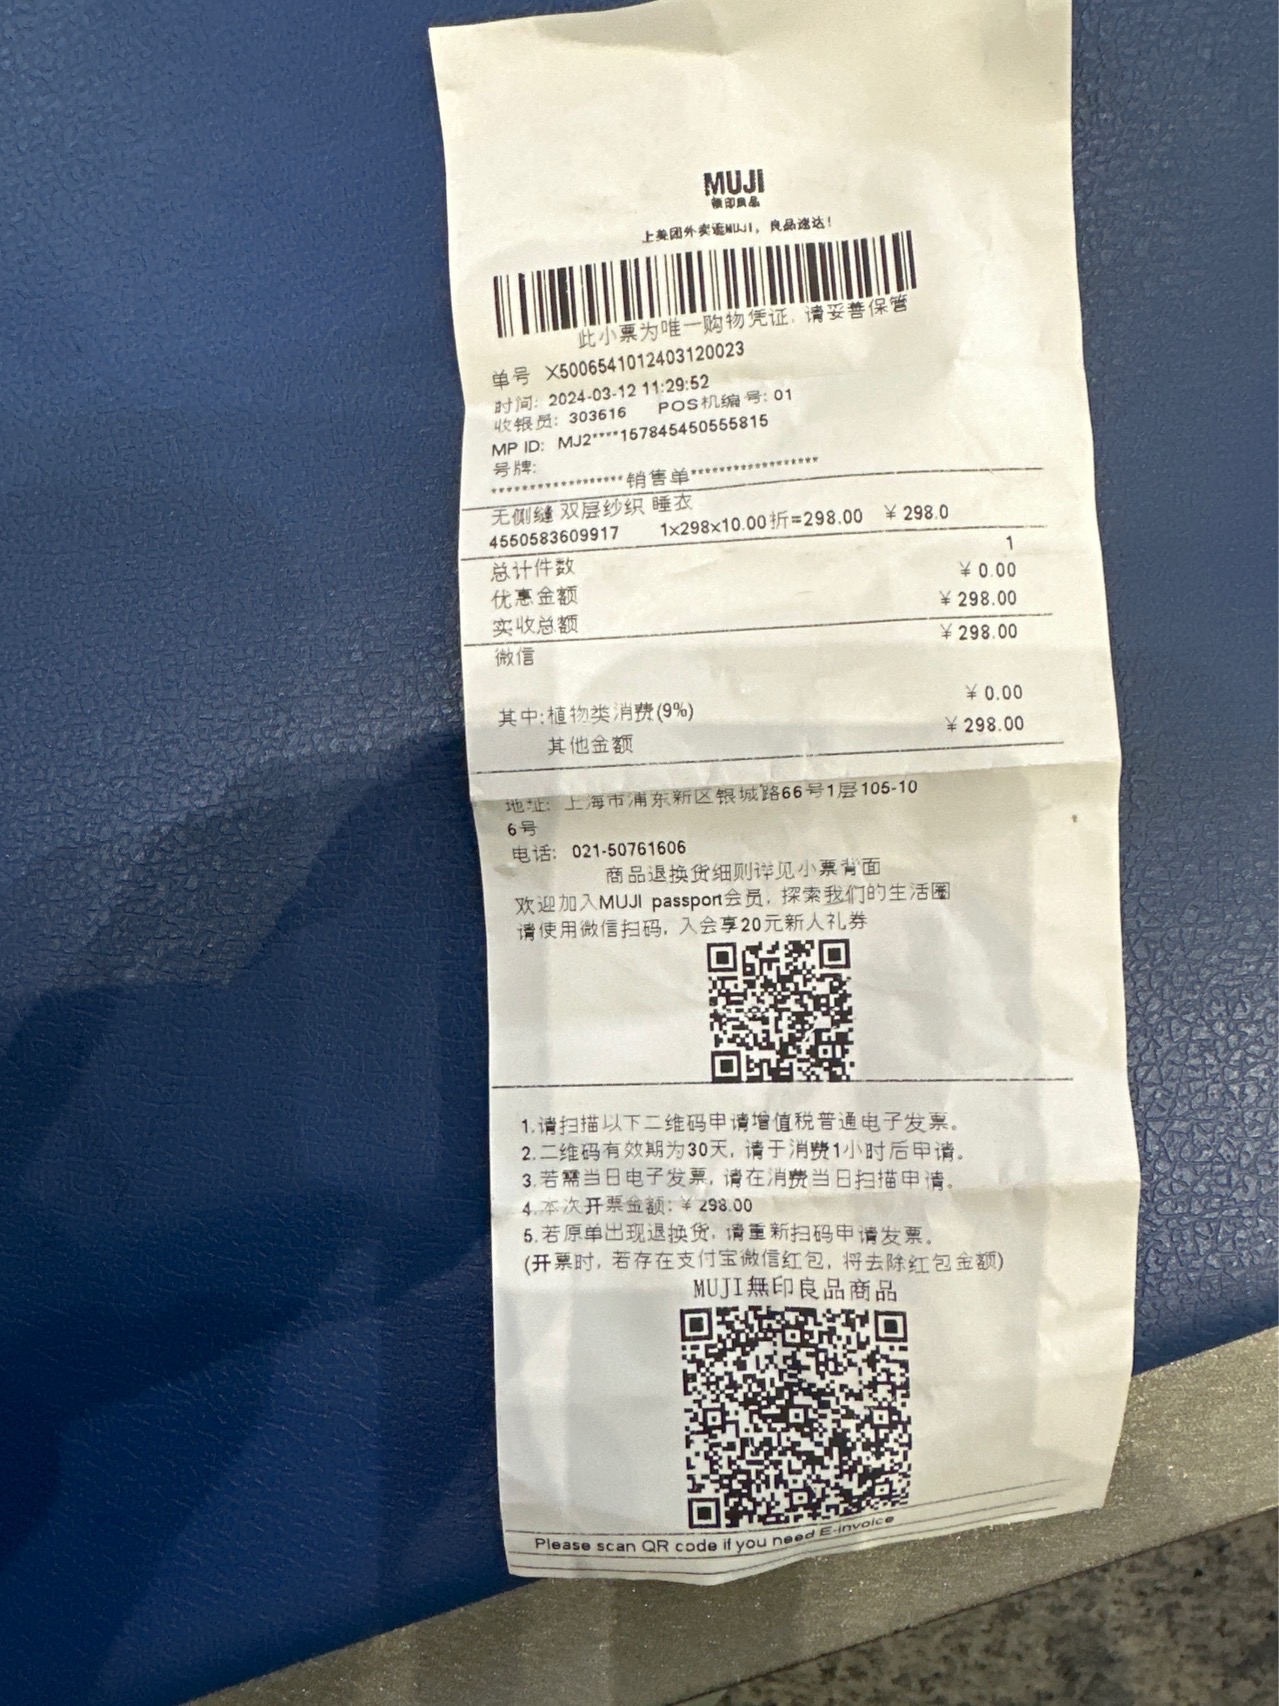 MUJI
無印良品
上美团外卖逛MUJI，良品速达！
此小票为唯一购物凭证，请妥善保管
单号 X5006541012403120023
时间: 2024-03-12 11:29:52
收银员: 303616 POS机编号: 01
MP ID: MJ2****157845450555815
号牌:
******************销售单******************
无侧缝 双层纱织 睡衣
4550583609917 1x298x10.00折=298.00 ￥298.0
总计件数 1
优惠金额 ￥0.00
实收总额 ￥298.00
微信 ￥298.00
其中:植物类消费(9%) ￥0.00
其他金额 ￥298.00
地址: 上海市浦东新区银城路66号1层105-10
6号
电话: 021-50761606
商品退换货细则详见小票背面
欢迎加入MUJI passport会员，探索我们的生活圈
请使用微信扫码，入会享20元新人礼券
1.请扫描以下二维码申请增值税普通电子发票。
2.二维码有效期为30天，请于消费1小时后申请。
3.若需当日电子发票，请在消费当日扫描申请。
4.本次开票金额: ￥298.00
5.若原单出现退换货，请重新扫码申请发票。
(开票时，若存在支付宝微信红包，将去除红包金额)
MUJI無印良品商品
Please scan QR code if you need E-invoice